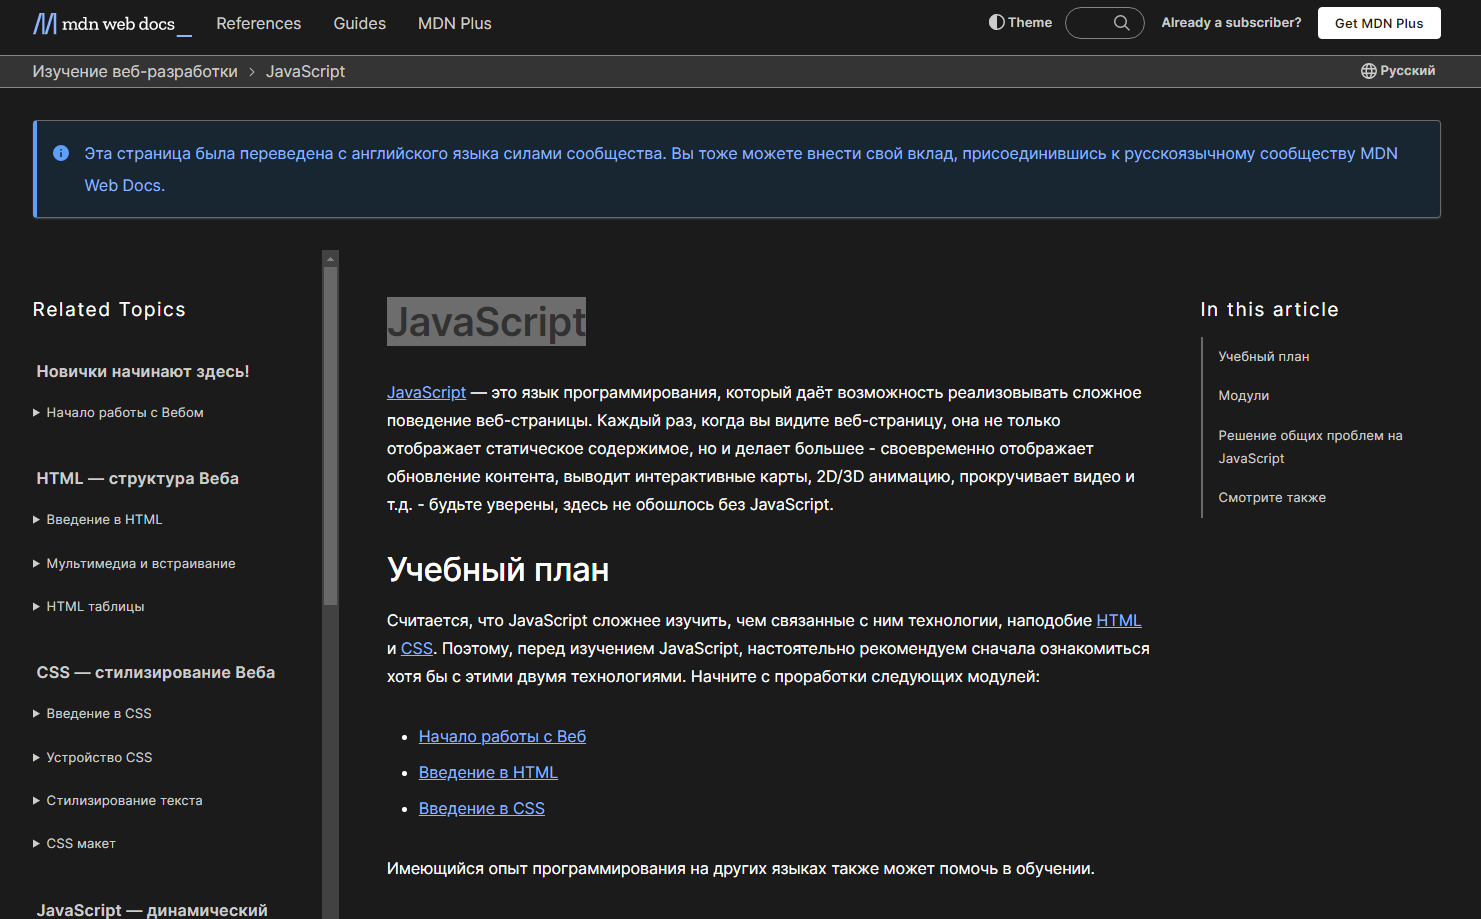 mdn web docs_ References Guides MDN Plus Theme Already a subscriber? Get MDN Plus
Изучение веб-разработки > JavaScript Русский
Эта страница была переведена с английского языка силами сообщества. Вы тоже можете внести свой вклад, присоединившись к русскоязычному сообществу MDN
Web Docs.
Related Topics
Новички начинают здесь!
Начало работы с Вебом
HTML — структура Веба
Введение в HTML
Мультимедиа и встраивание
HTML таблицы
CSS — стилизирование Веба
Введение в CSS
Устройство CSS
Стилизирование текста
CSS макет
JavaScript — динамический
JavaScript
JavaScript — это язык программирования, который даёт возможность реализовывать сложное
поведение веб-страницы. Каждый раз, когда вы видите веб-страницу, она не только
отображает статическое содержимое, но и делает большее - своевременно отображает
обновление контента, выводит интерактивные карты, 2D/3D анимацию, прокручивает видео и
т.д. - будьте уверены, здесь не обошлось без JavaScript.
Учебный план
Считается, что JavaScript сложнее изучить, чем связанные с ним технологии, наподобие HTML
и CSS. Поэтому, перед изучением JavaScript, настоятельно рекомендуем сначала ознакомиться
хотя бы с этими двумя технологиями. Начните с проработки следующих модулей:
• Начало работы с Веб
• Введение в HTML
• Введение в CSS
Имеющийся опыт программирования на других языках также может помочь в обучении.
In this article
Учебный план
Модули
Решение общих проблем на
JavaScript
Смотрите также